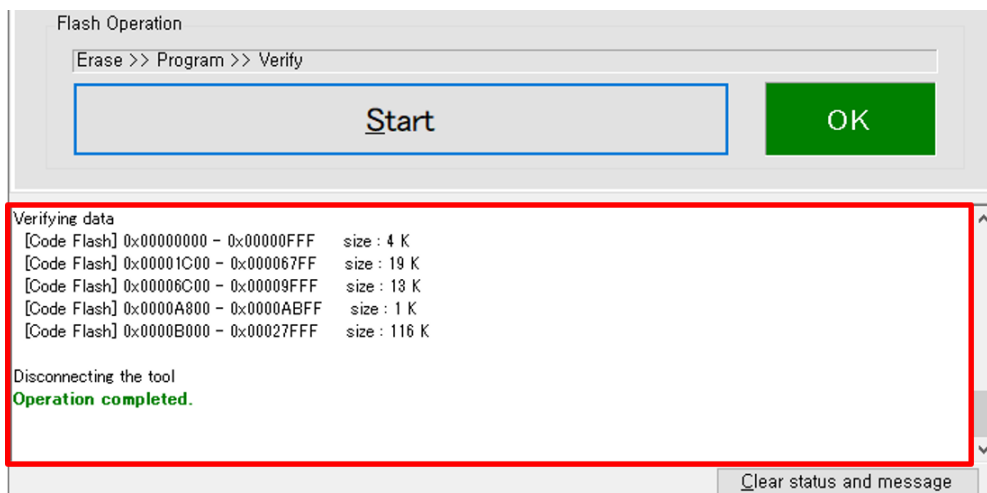 Flash Operation
Erase >> Program >> Verify
Start
OK
Verifying data
[Code Flash] 0x00000000 - 0x00000FFF size : 4 K
[Code Flash] 0x00001C00 - 0x000067FF size : 19 K
[Code Flash] 0x00006C00 - 0x00009FFF size : 13 K
[Code Flash] 0x0000A800 - 0x0000ABFF size : 1 K
[Code Flash] 0x0000B000 - 0x00027FFF size : 116 K
Disconnecting the tool
Operation completed.
Clear status and message